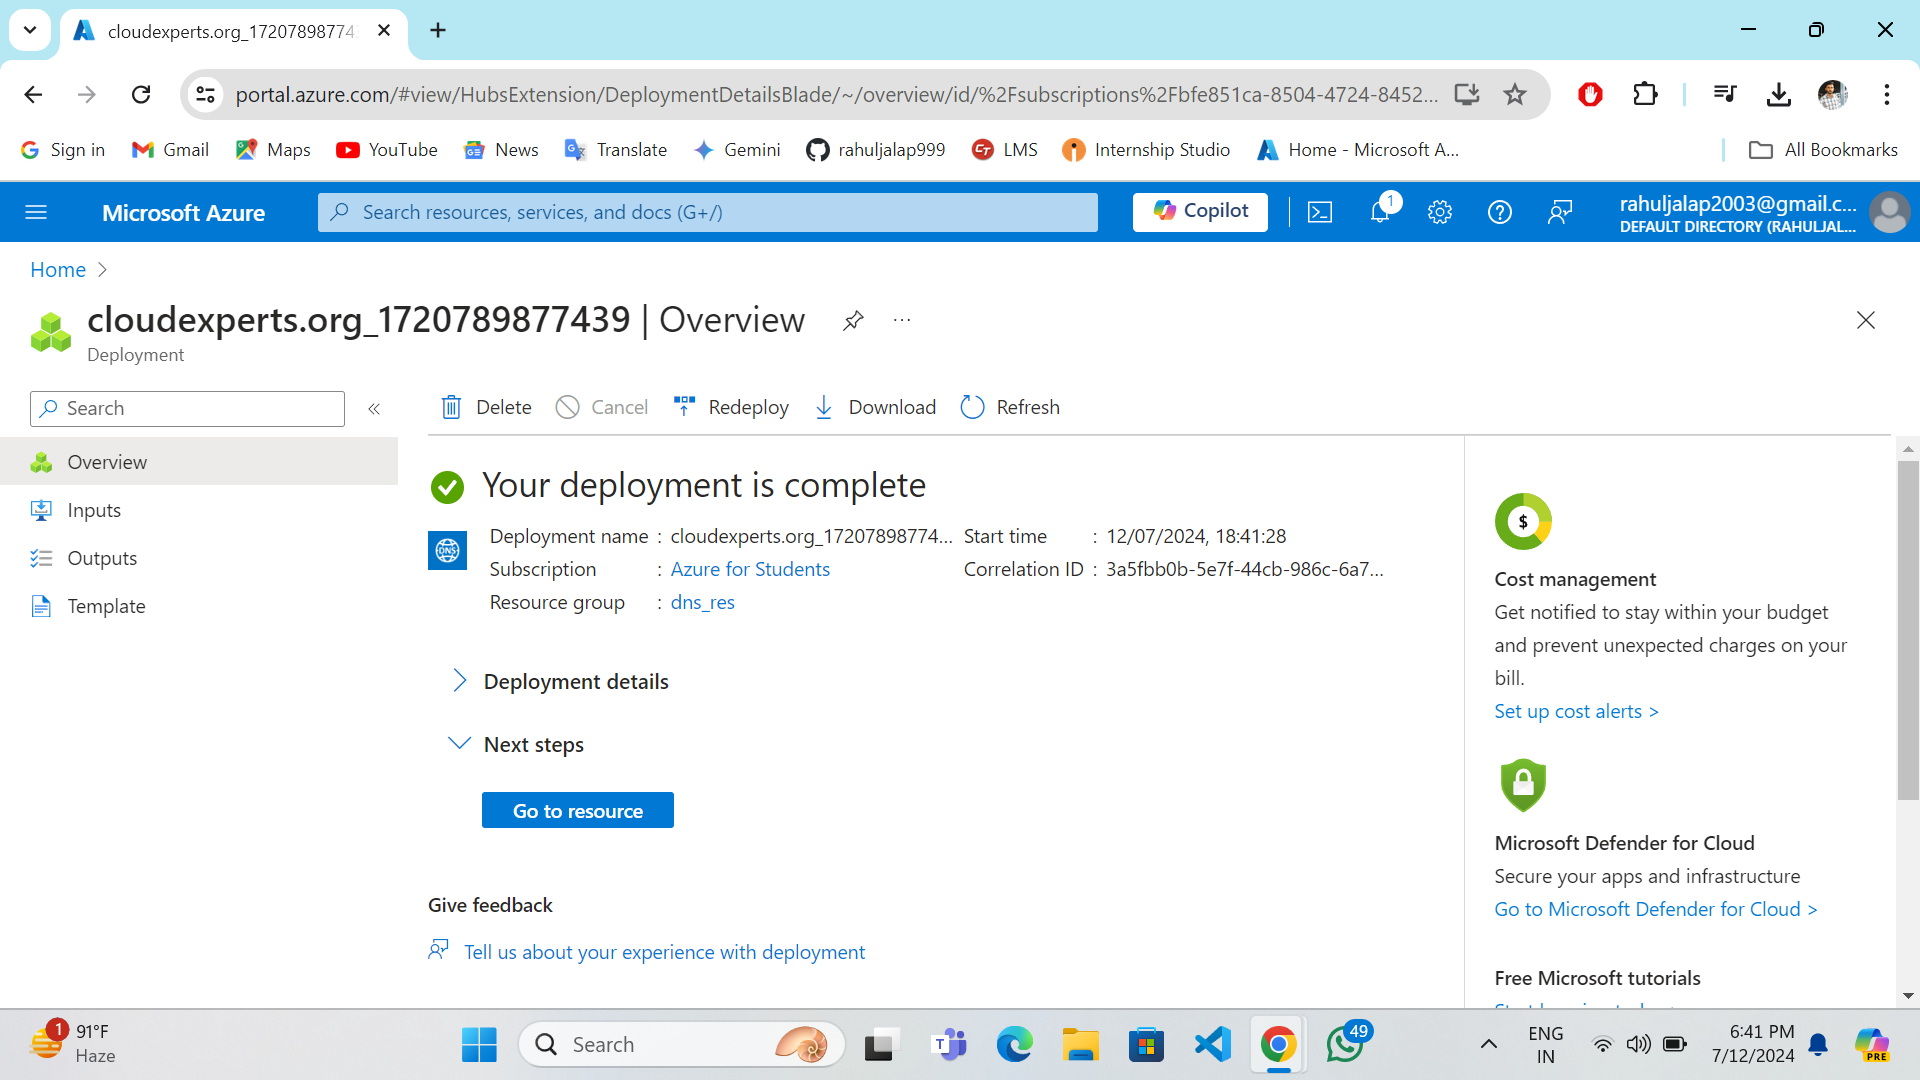 cloudexperts.org_17207898774
portal.azure.com/#view/HubsExtension/DeploymentDetailsBlade/~/overview/id/%2Fsubscriptions%2Fbfe851ca-8504-4724-8452...
Sign in Gmail Maps YouTube News Translate Gemini rahuljalap999 LMS Internship Studio Home - Microsoft A... All Bookmarks
Microsoft Azure Search resources, services, and docs (G+/) Copilot 1 rahuljalap2003@gmail.c...
DEFAULT DIRECTORY (RAHULJAL...
Home
cloudexperts.org_1720789877439 | Overview ...
Deployment
Search « Delete Cancel Redeploy Download Refresh
Overview
Inputs
Outputs
Template
Your deployment is complete
DNS
Deployment name : cloudexperts.org_17207898774... Start time : 12/07/2024, 18:41:28
Subscription : Azure for Students Correlation ID : 3a5fbb0b-5e7f-44cb-986c-6a7...
Resource group : dns_res
Deployment details
Next steps
Go to resource
Give feedback
Tell us about your experience with deployment
$
Cost management
Get notified to stay within your budget
and prevent unexpected charges on your
bill.
Set up cost alerts >
Microsoft Defender for Cloud
Secure your apps and infrastructure
Go to Microsoft Defender for Cloud >
Free Microsoft tutorials
1 91°F
Haze
Search
T
49
ENG
IN
6:41 PM
7/12/2024
PRE